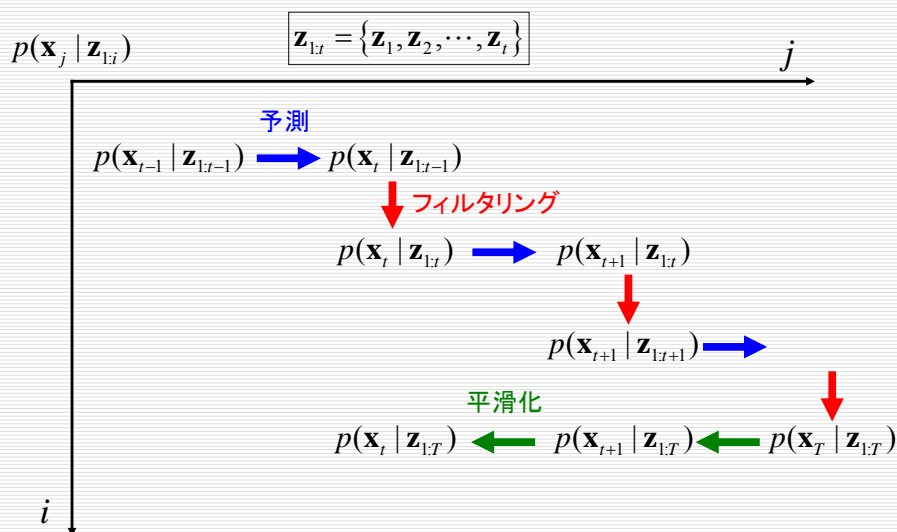 p(x_j | z_{1:i})
z_{1:t} = {z_1, z_2, ⋯, z_t}
j
予測
p(x_{t−1} | z_{1:t−1}) p(x_t | z_{1:t−1})
フィルタリング
p(x_t | z_{1:t}) p(x_{t+1} | z_{1:t})
p(x_{t+1} | z_{1:t+1})
平滑化
p(x_t | z_{1:T}) p(x_{t+1} | z_{1:T}) p(x_T | z_{1:T})
i